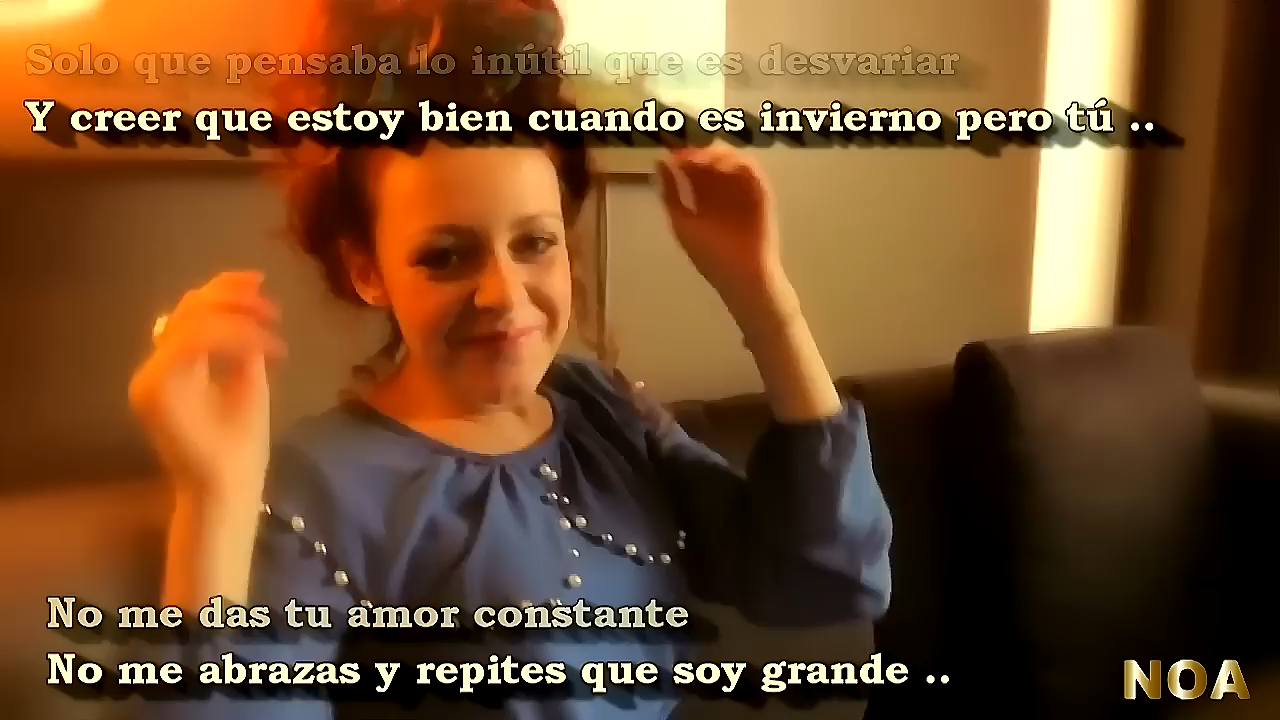 Solo que pensaba lo inútil que es desvariar
Y creer que estoy bien cuando es invierno pero tú ..
No me das tu amor constante
No me abrazas y repites que soy grande ..
NOA